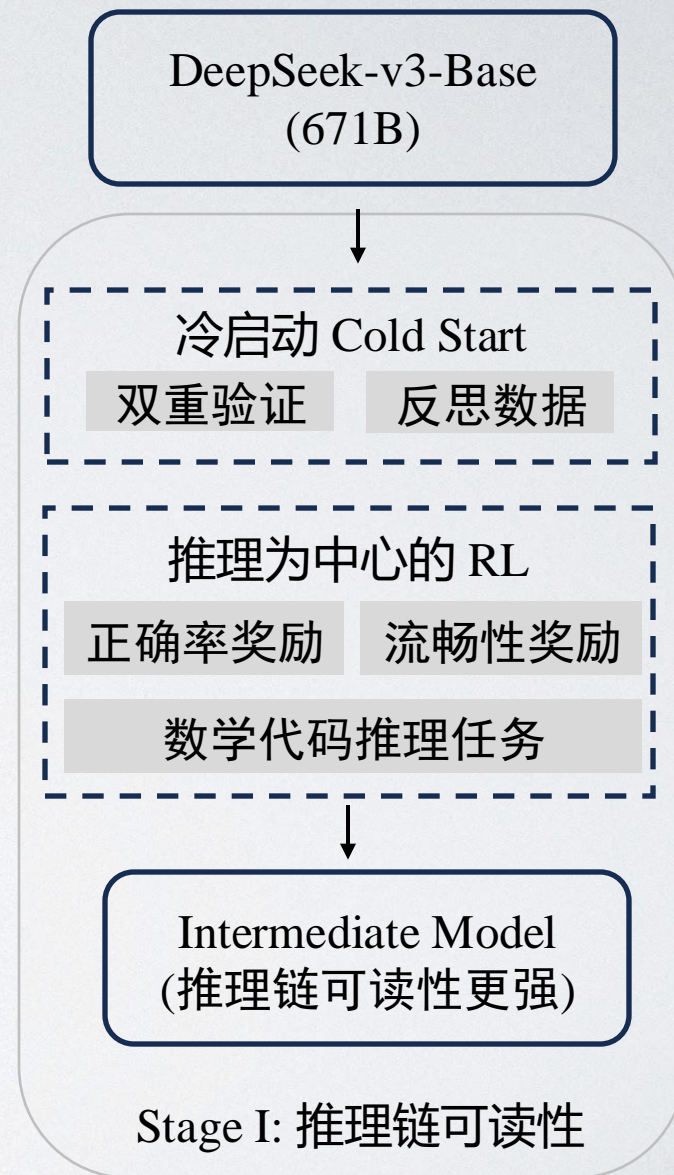 DeepSeek-v3-Base
(671B)
冷启动 Cold Start
双重验证 反思数据
推理为中心的 RL
正确率奖励 流畅性奖励
数学代码推理任务
Intermediate Model
(推理链可读性更强)
Stage I: 推理链可读性